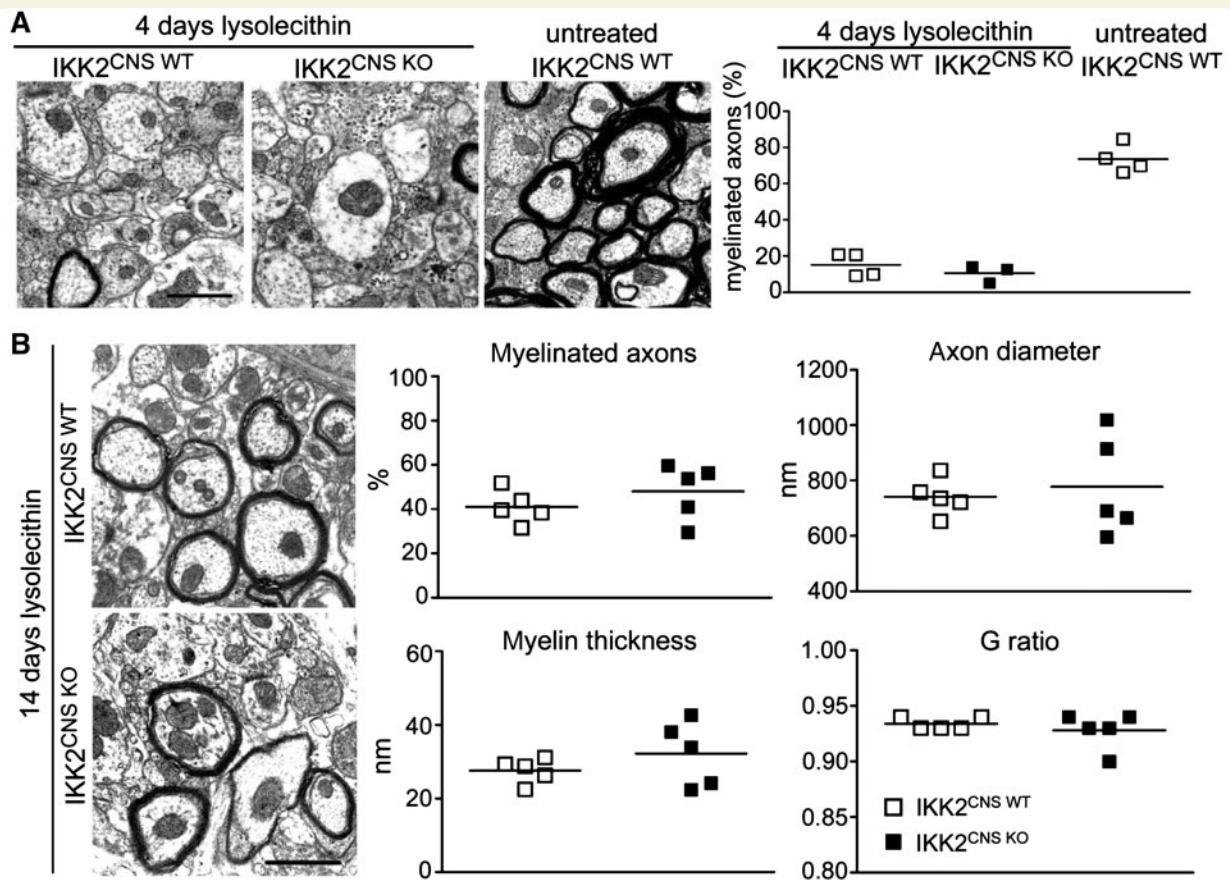 A
4 days lysolecithin
untreated
IKK2CNS WT
IKK2CNS KO
IKK2CNS WT
myelinated axons (%)
4 days lysolecithin
untreated
IKK2CNS WT
IKK2CNS KO
IKK2CNS WT
100
80
60
40
20
0
B
14 days lysolecithin
IKK2CNS WT
IKK2CNS KO
Myelinated axons
%
100
80
60
40
20
0
Axon diameter
nm
1200
1000
800
600
400
Myelin thickness
nm
60
40
20
0
G ratio
1.00
0.95
0.90
0.85
0.80
IKK2CNS WT
IKK2CNS KO